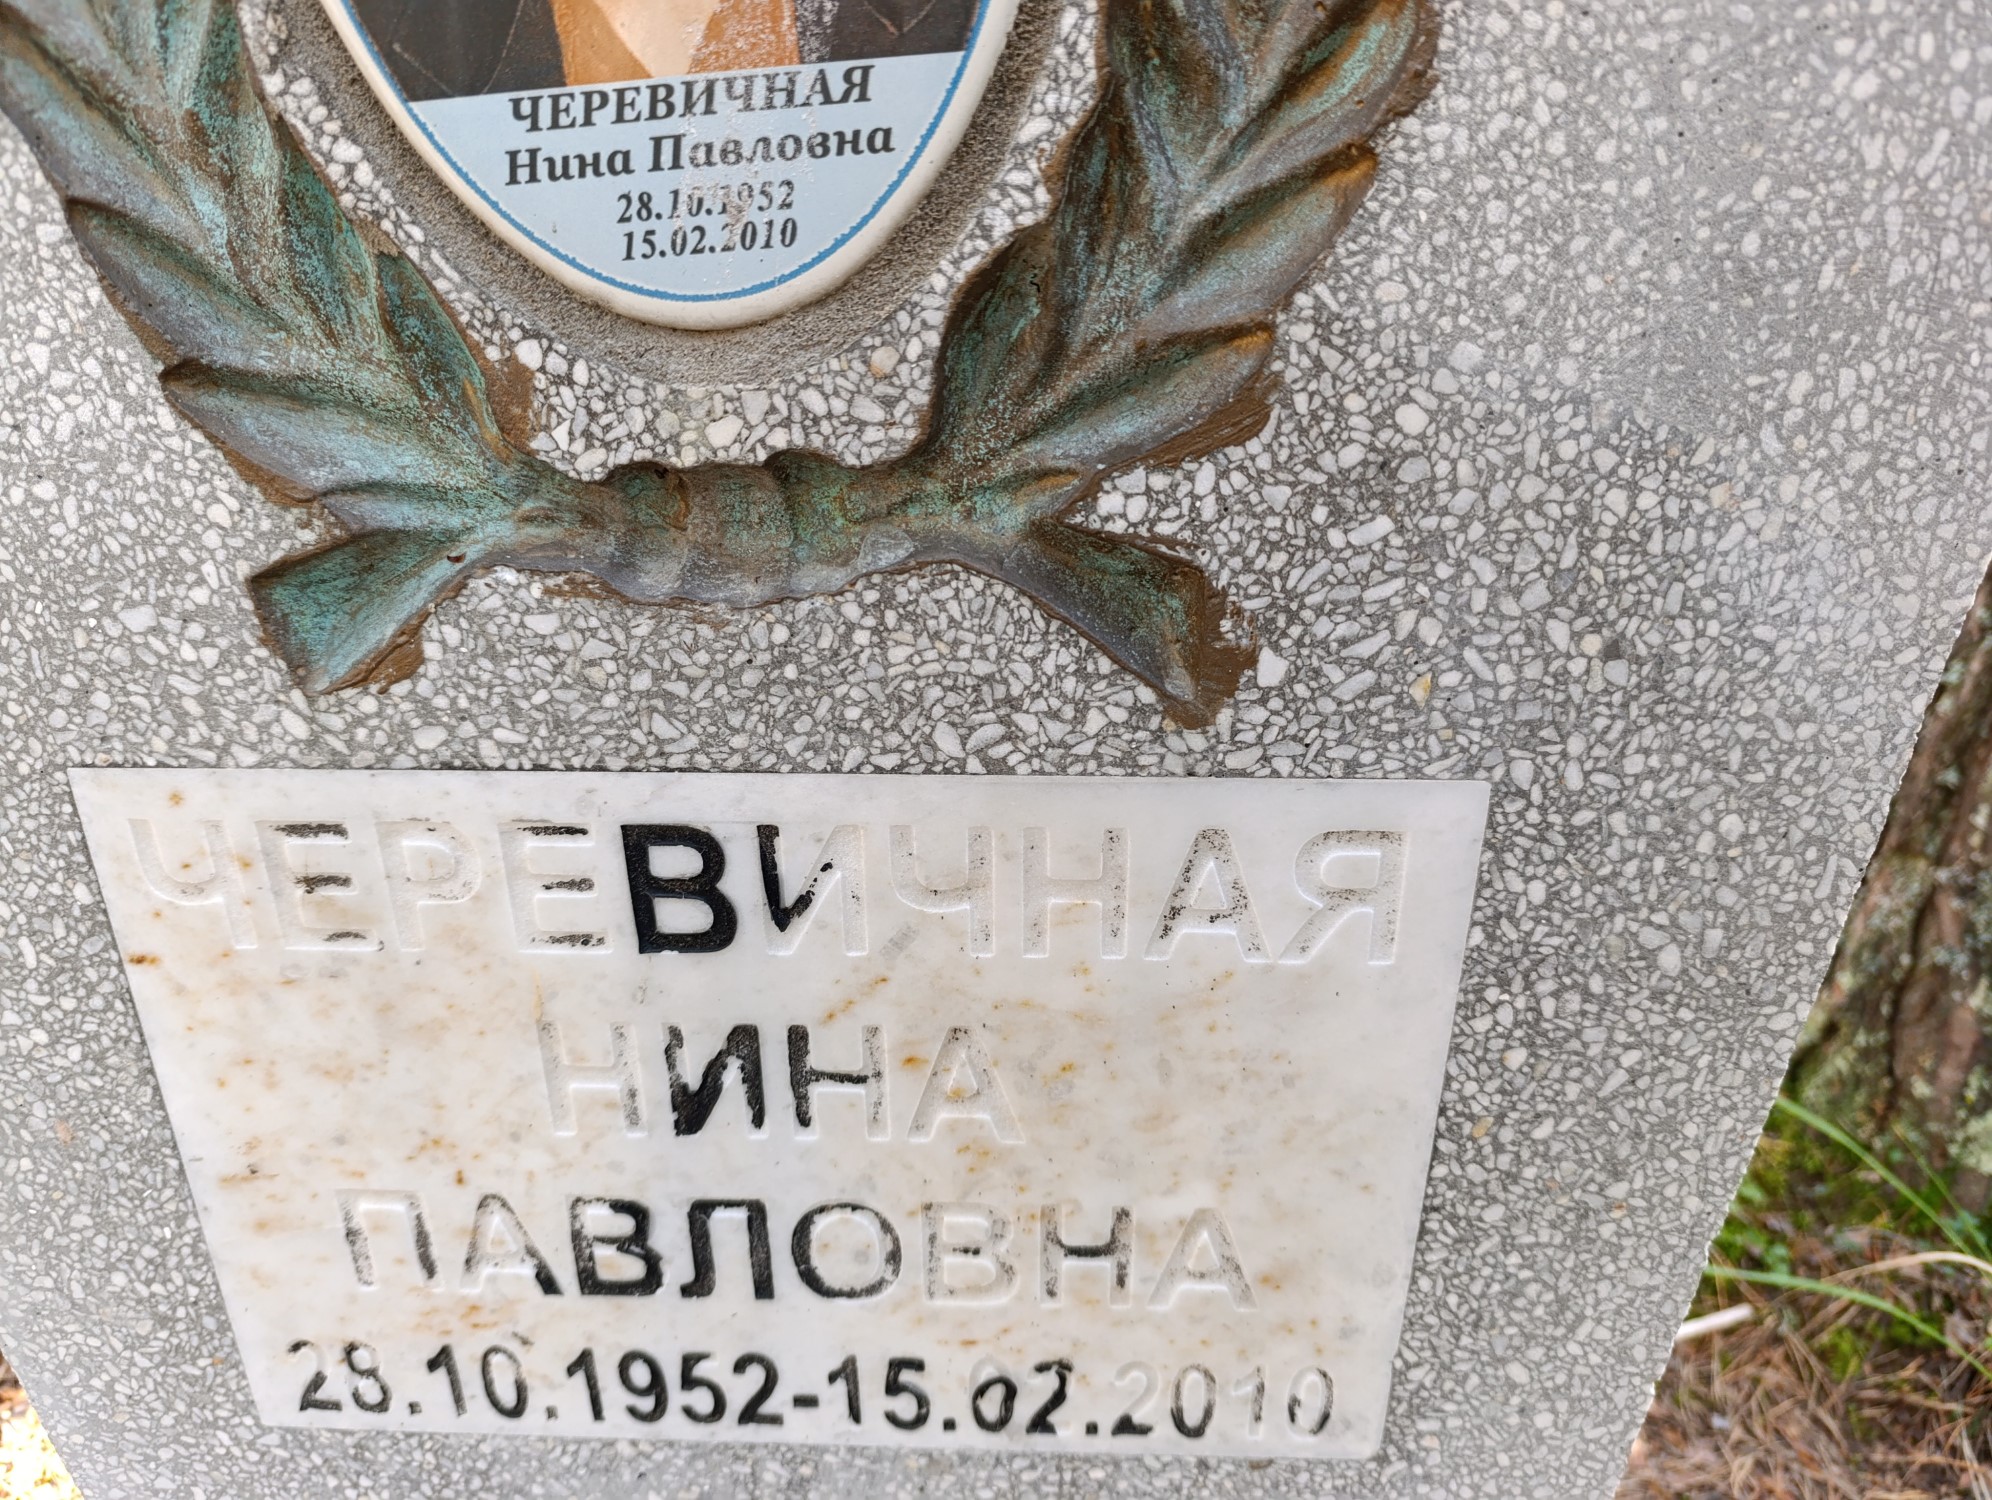 ЧЕРЕВИЧНАЯ
Нина Павловна
28.10.1952
15.02.2010
ЧЕРЕВИЧНАЯ
НИНА
ПАВЛОВНА
28.10.1952-15.02.2010